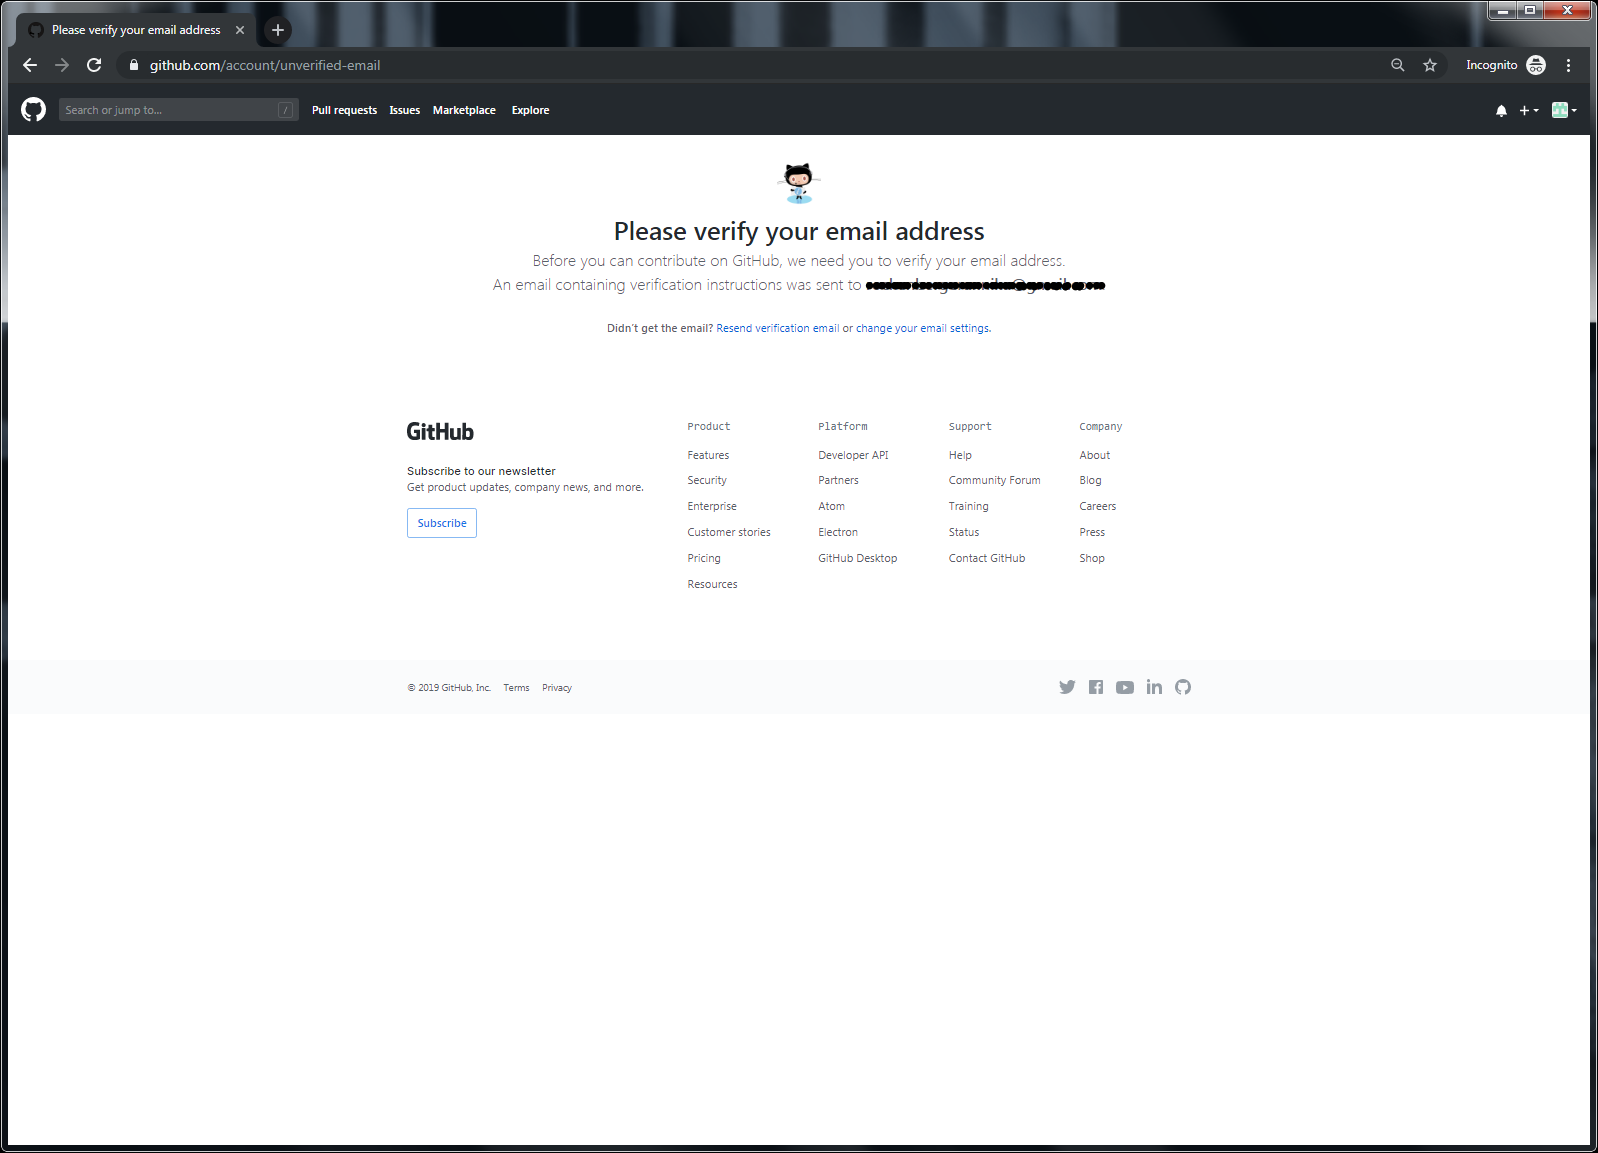 Please verify your email address
github.com/account/unverified-email
Incognito
Search or jump to...
/
Pull requests
Issues
Marketplace
Explore
Please verify your email address
Before you can contribute on GitHub, we need you to verify your email address.
An email containing verification instructions was sent to
Didn't get the email? Resend verification email or change your email settings.
GitHub
Subscribe to our newsletter
Get product updates, company news, and more.
Subscribe
Product
Features
Security
Enterprise
Customer stories
Pricing
Resources
Platform
Developer API
Partners
Atom
Electron
GitHub Desktop
Support
Help
Community Forum
Training
Status
Contact GitHub
Company
About
Blog
Careers
Press
Shop
© 2019 GitHub, Inc.
Terms
Privacy